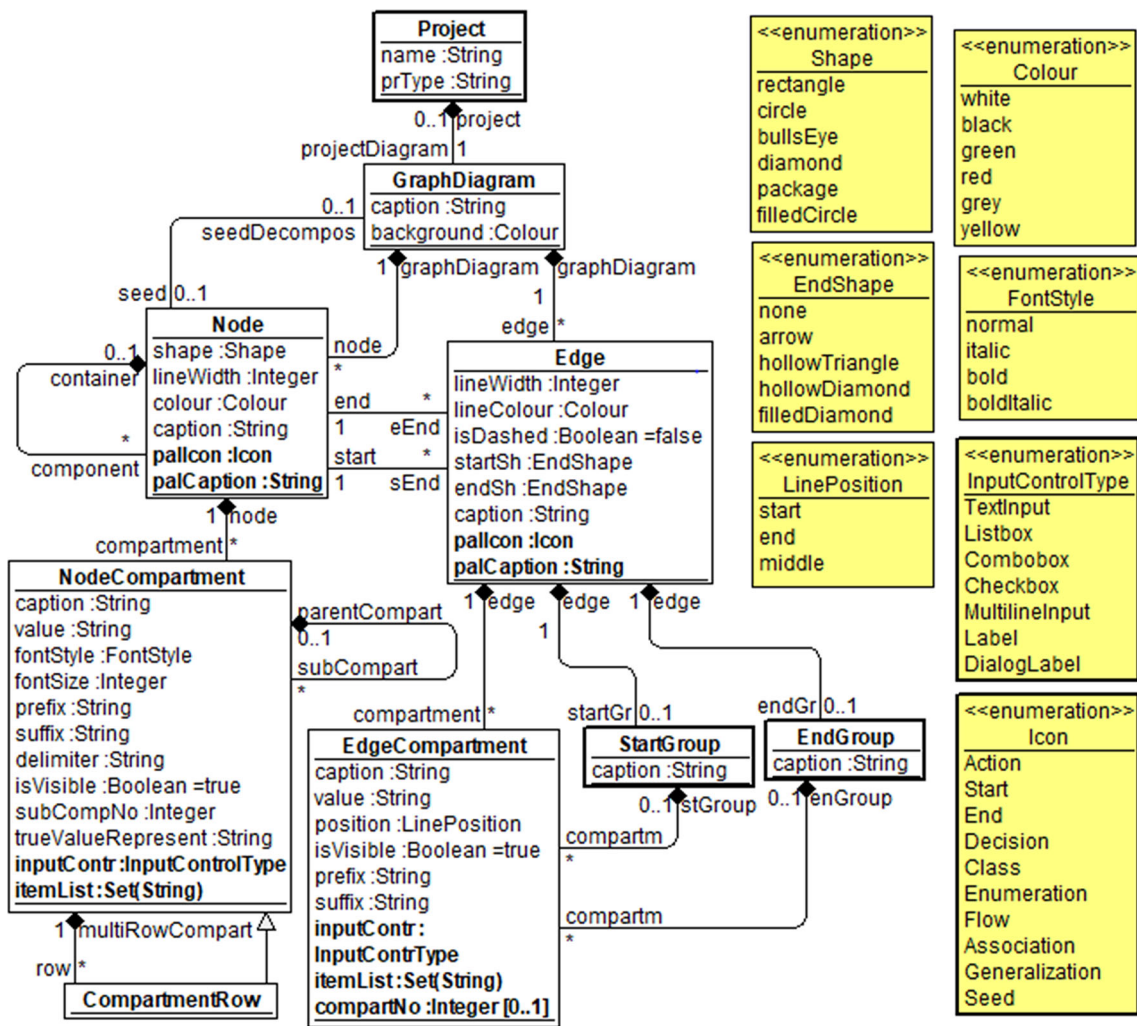 Project
name :String
prType :String
0..1 project
projectDiagram 1
GraphDiagram
caption :String
background :Colour
0..1
seedDecompos
1 graphDiagram
graphDiagram
1
seed 0..1
edge *
Node
shape :Shape
lineWidth :Integer
colour :Colour
caption :String
palIcon :Icon
palCaption :String
0..1
container
*
component
node
*
end *
1 eEnd
start *
1 sEnd
Edge
lineWidth :Integer
lineColour :Colour
isDashed :Boolean =false
startSh :EndShape
endSh :EndShape
caption :String
palIcon :Icon
palCaption :String
1 node
compartment *
NodeCompartment
caption :String
value :String
fontStyle :FontStyle
fontSize :Integer
prefix :String
suffix :String
delimiter :String
isVisible :Boolean =true
subCompNo :Integer
trueValueRepresent :String
inputContr :InputControlType
itemList :Set(String)
parentCompart
0..1
subCompart
*
1 multiRowCompart
row *
CompartmentRow
1 edge
edge
1
1 edge
compartment *
startGr 0..1
endGr 0..1
EdgeCompartment
caption :String
value :String
position :LinePosition
isVisible :Boolean =true
prefix :String
suffix :String
inputContr :
InputContrType
itemList :Set(String)
compartNo :Integer [0..1]
StartGroup
caption :String
EndGroup
caption :String
0..1 stGroup
0..1 enGroup
compartm
*
compartm
*
<<enumeration>>
Shape
rectangle
circle
bullsEye
diamond
package
filledCircle
<<enumeration>>
Colour
white
black
green
red
grey
yellow
<<enumeration>>
EndShape
none
arrow
hollowTriangle
hollowDiamond
filledDiamond
<<enumeration>>
FontStyle
normal
italic
bold
boldItalic
<<enumeration>>
LinePosition
start
end
middle
<<enumeration>>
InputControlType
TextInput
Listbox
Combobox
Checkbox
MultilineInput
Label
DialogLabel
<<enumeration>>
Icon
Action
Start
End
Decision
Class
Enumeration
Flow
Association
Generalization
Seed